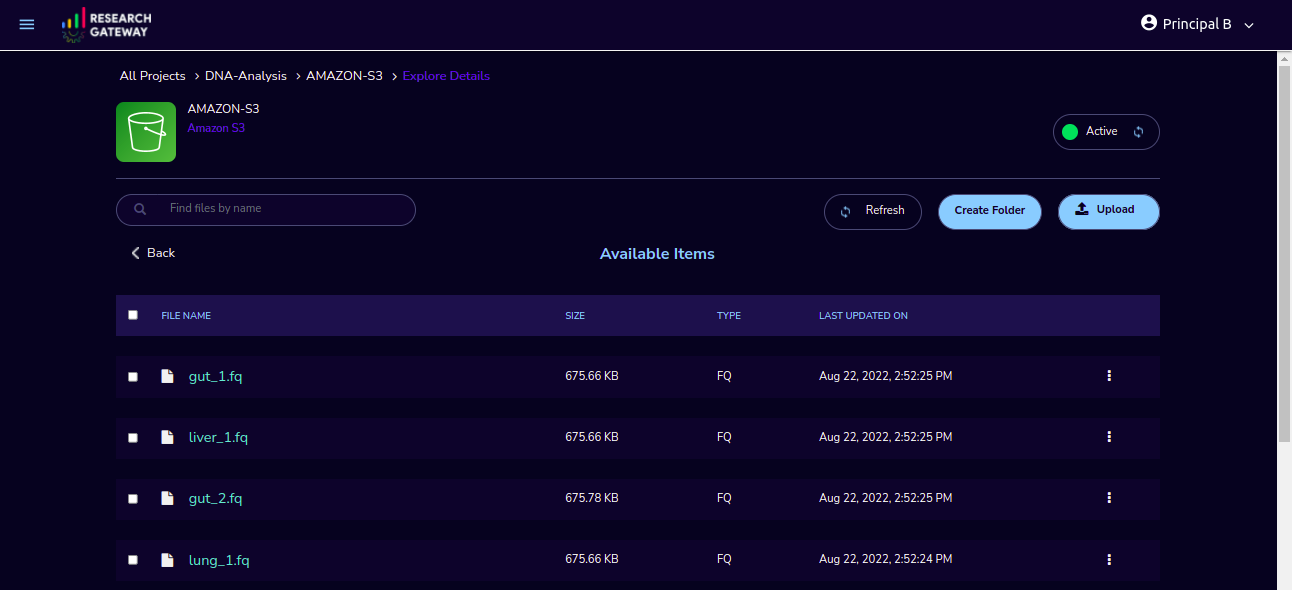 RESEARCH
GATEWAY
Principal B
All Projects > DNA-Analysis > AMAZON-S3 > Explore Details
AMAZON-S3
Amazon S3
Active
Find files by name
Refresh
Create Folder
Upload
Back
Available Items
FILE NAME SIZE TYPE LAST UPDATED ON
gut_1.fq 675.66 KB FQ Aug 22, 2022, 2:52:25 PM
liver_1.fq 675.66 KB FQ Aug 22, 2022, 2:52:25 PM
gut_2.fq 675.78 KB FQ Aug 22, 2022, 2:52:25 PM
lung_1.fq 675.66 KB FQ Aug 22, 2022, 2:52:24 PM